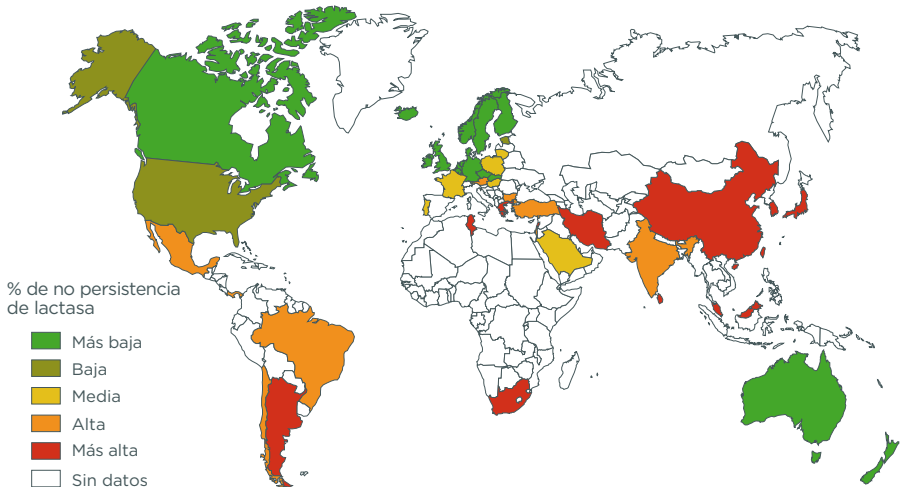 % de no persistencia
de lactasa
Más baja
Baja
Media
Alta
Más alta
Sin datos